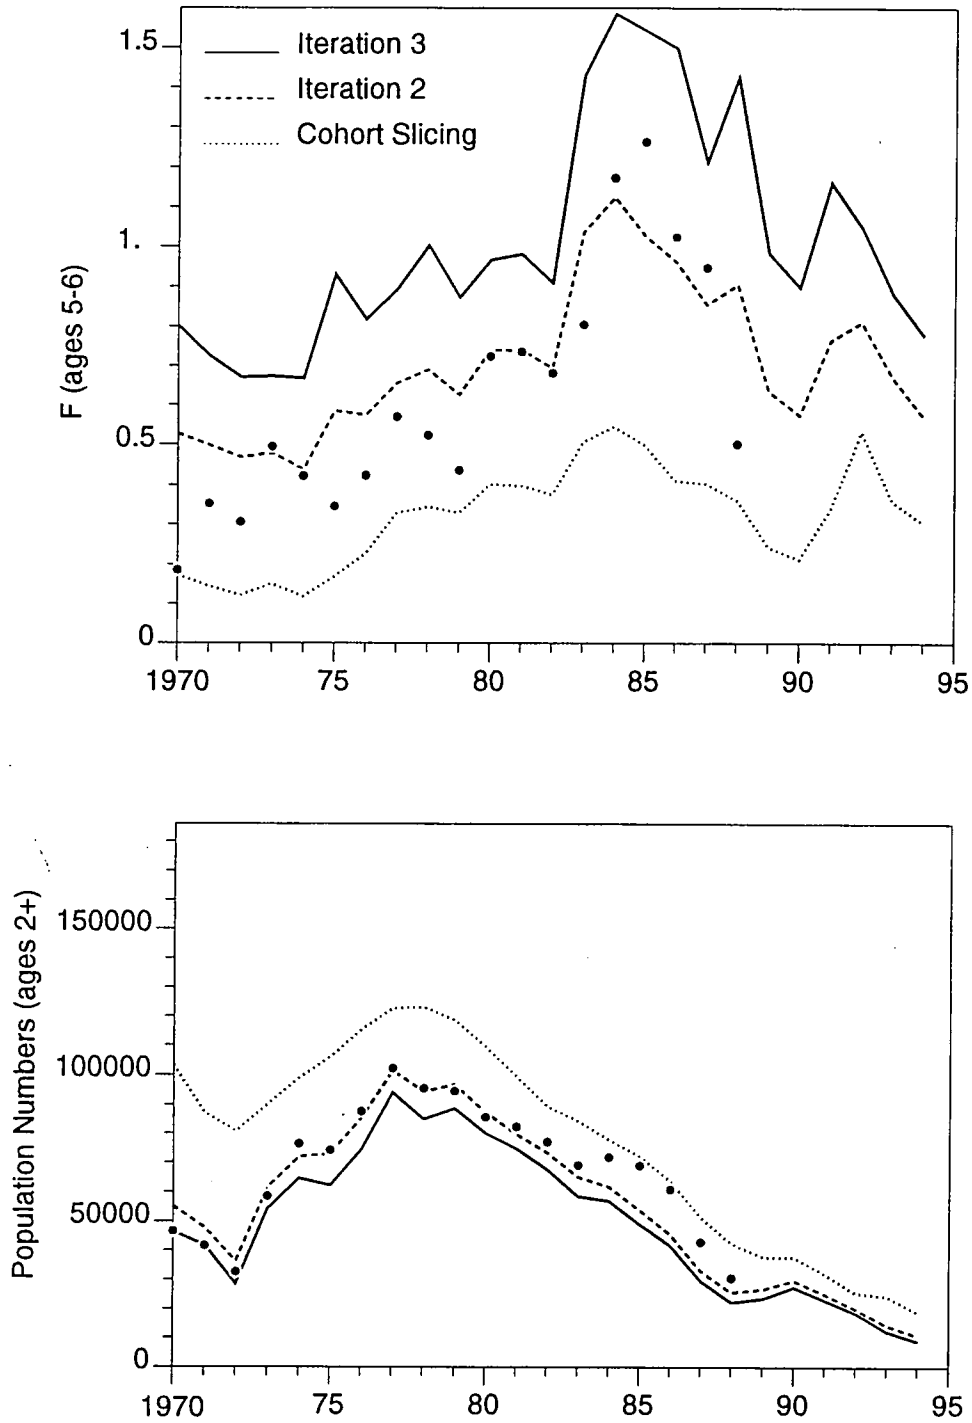 1.5
Iteration 3
Iteration 2
Cohort Slicing
1.
F (ages 5-6)
0.5
0
1970 75 80 85 90 95
150000
Population Numbers (ages 2+)
100000
50000
0
1970 75 80 85 90 95